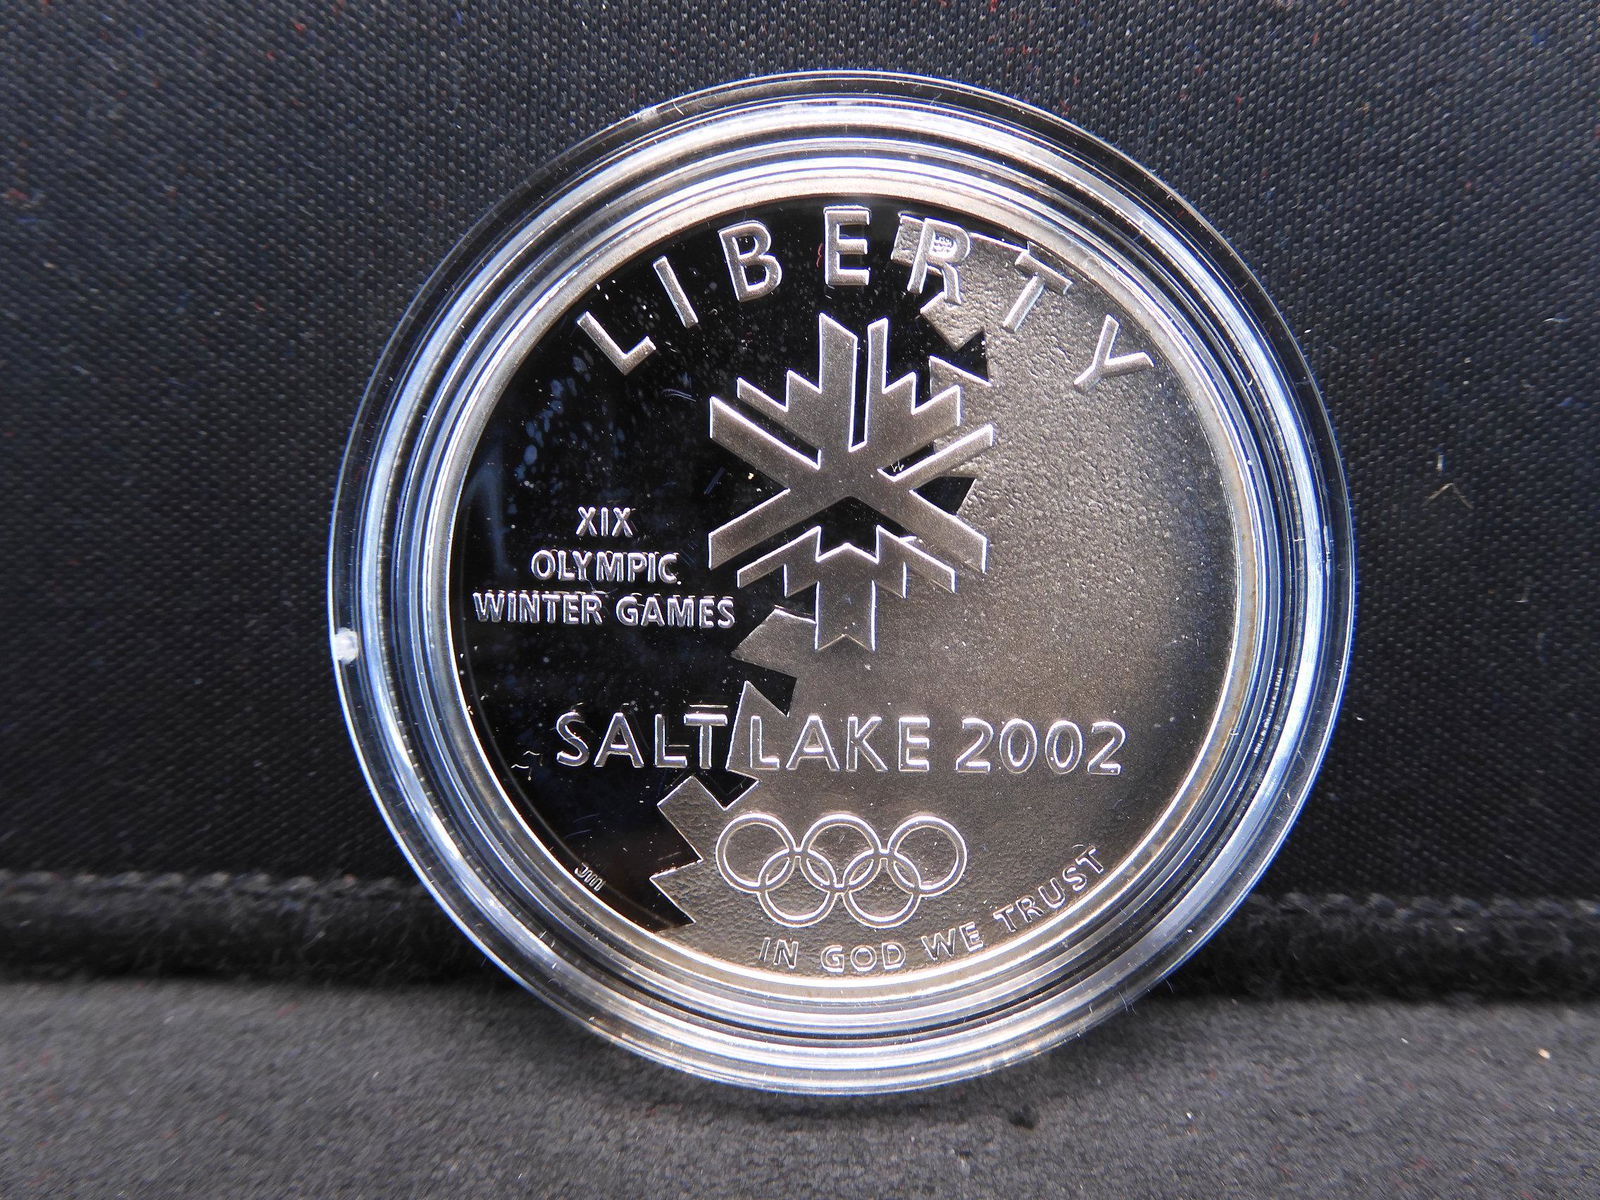 LIBERTY
XIX
OLYMPIC
WINTER GAMES
SALT LAKE 2002
IN GOD WE TRUST